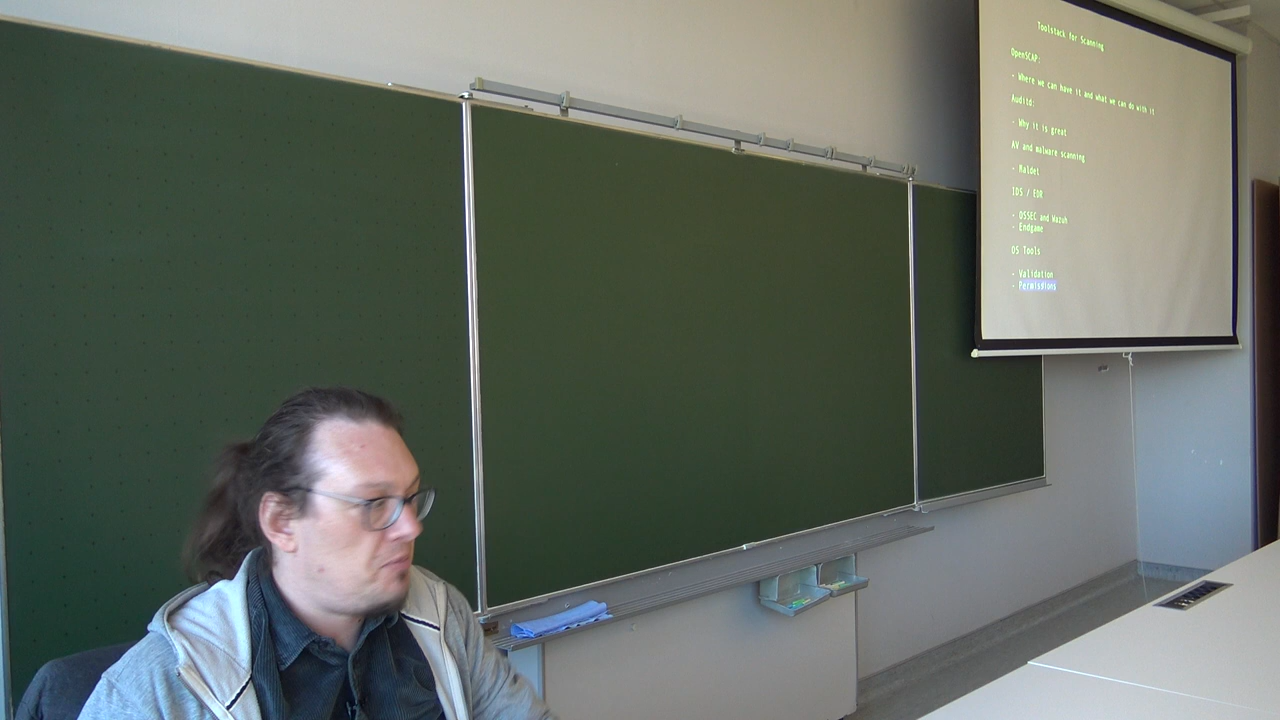 Toolstack for Scanning
OpenSCAP:
- Where we can have it and what we can do with it
Auditd:
- Why it is great
AV and malware scanning
- Maldet
IDS / EDR
- OSSEC and Wazuh
- Endgame
OS Tools
- Validation
- Permissions